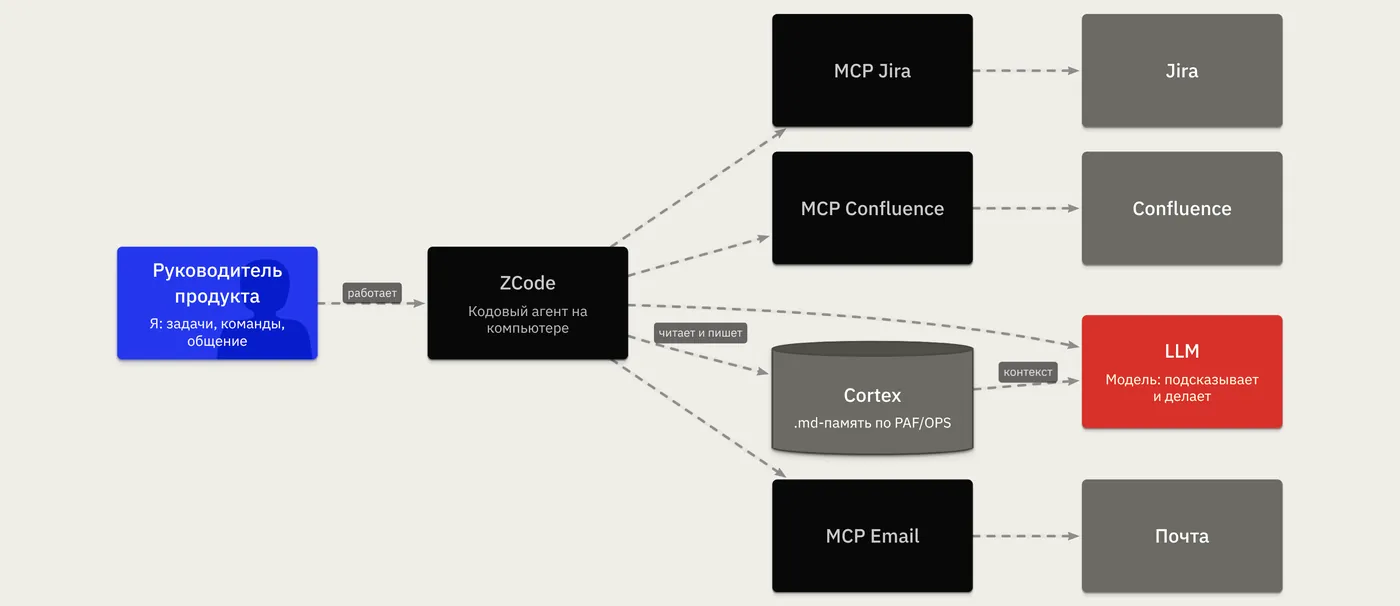 MCP Jira
Jira
MCP Confluence
Confluence
Руководитель
продукта
Я: задачи, команды,
общение
работает
ZCode
Кодовый агент на
компьютере
читает и пишет
Cortex
.md-память по PAF/OPS
контекст
LLM
Модель: подсказывает
и делает
MCP Email
Почта